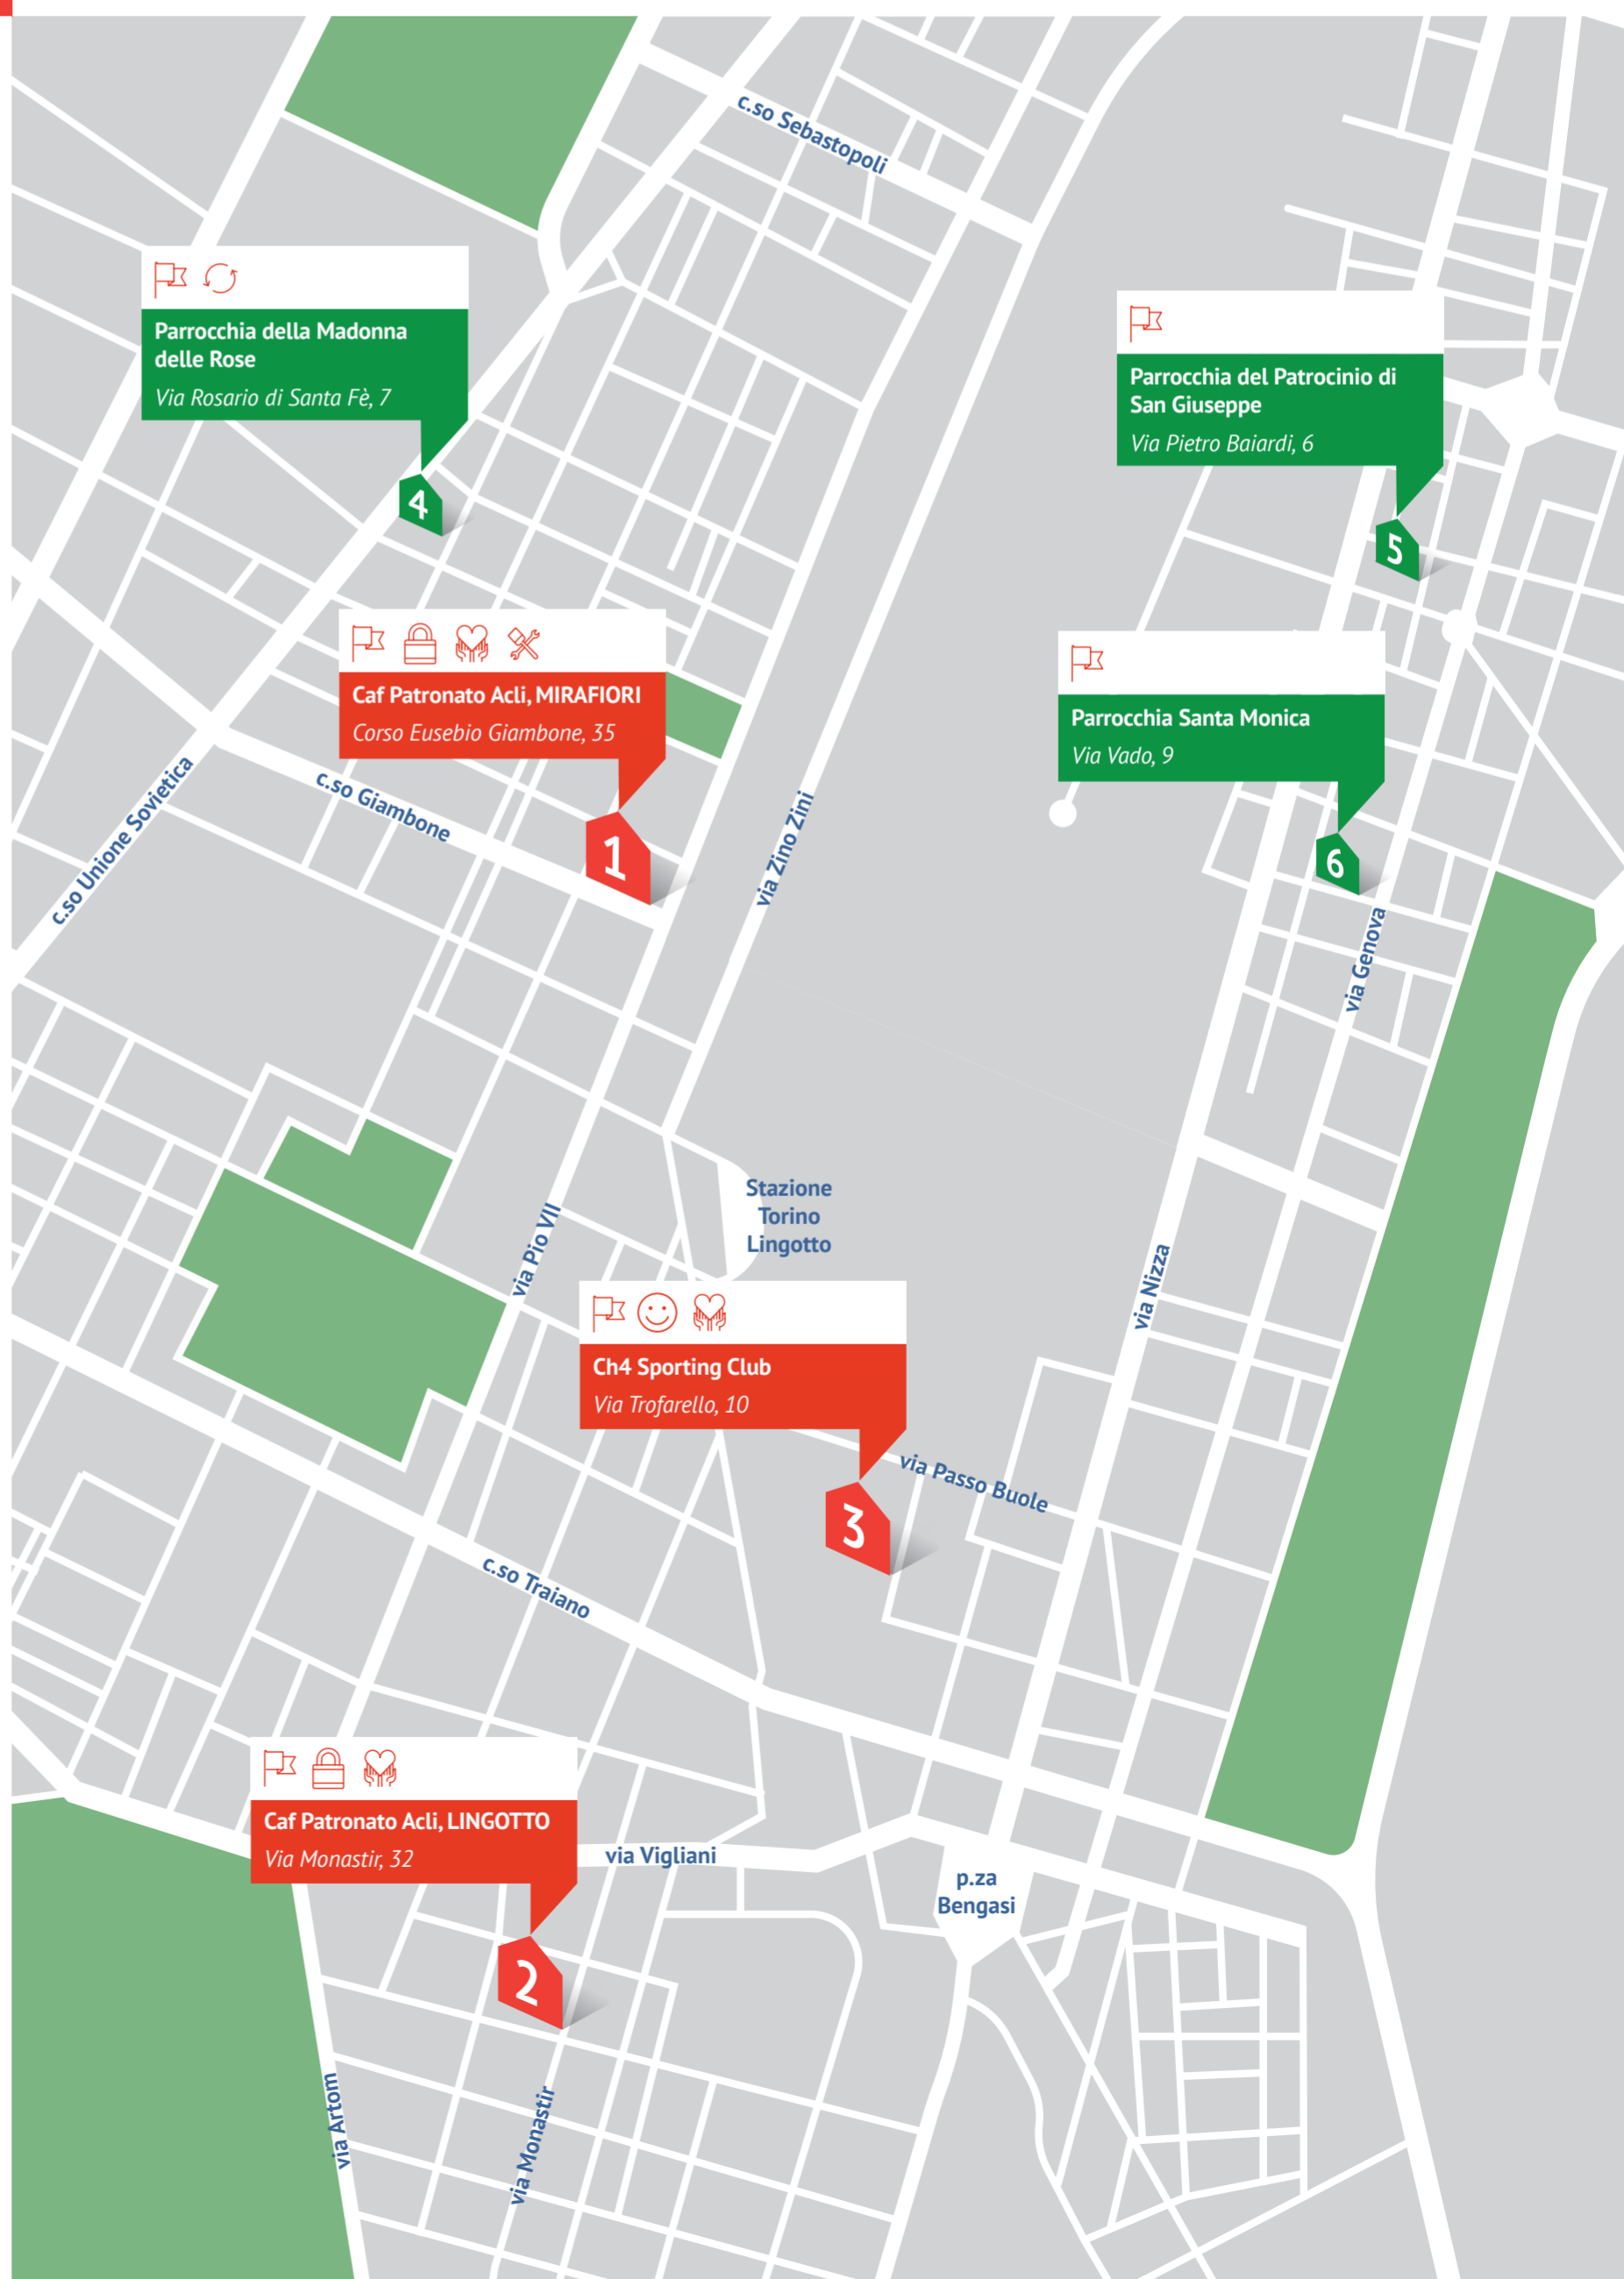 c.so Sebastopoli
Parrocchia della Madonna
delle Rose
Via Rosario di Santa Fè, 7
4
Parrocchia del Patrocinio di
San Giuseppe
Via Pietro Baiardi, 6
5
Caf Patronato Acli, MIRAFIORI
Corso Eusebio Giambone, 35
1
Parrocchia Santa Monica
Via Vado, 9
6
c.so Unione Sovietica
c.so Giambone
via Zino Zini
via Genova
Stazione
Torino
Lingotto
via Pio VII
via Nizza
Ch4 Sporting Club
Via Trofarello, 10
3
via Passo Buole
c.so Traiano
Caf Patronato Acli, LINGOTTO
Via Monastir, 32
2
via Vigliani
p.za
Bengasi
via Artom
via Monastir